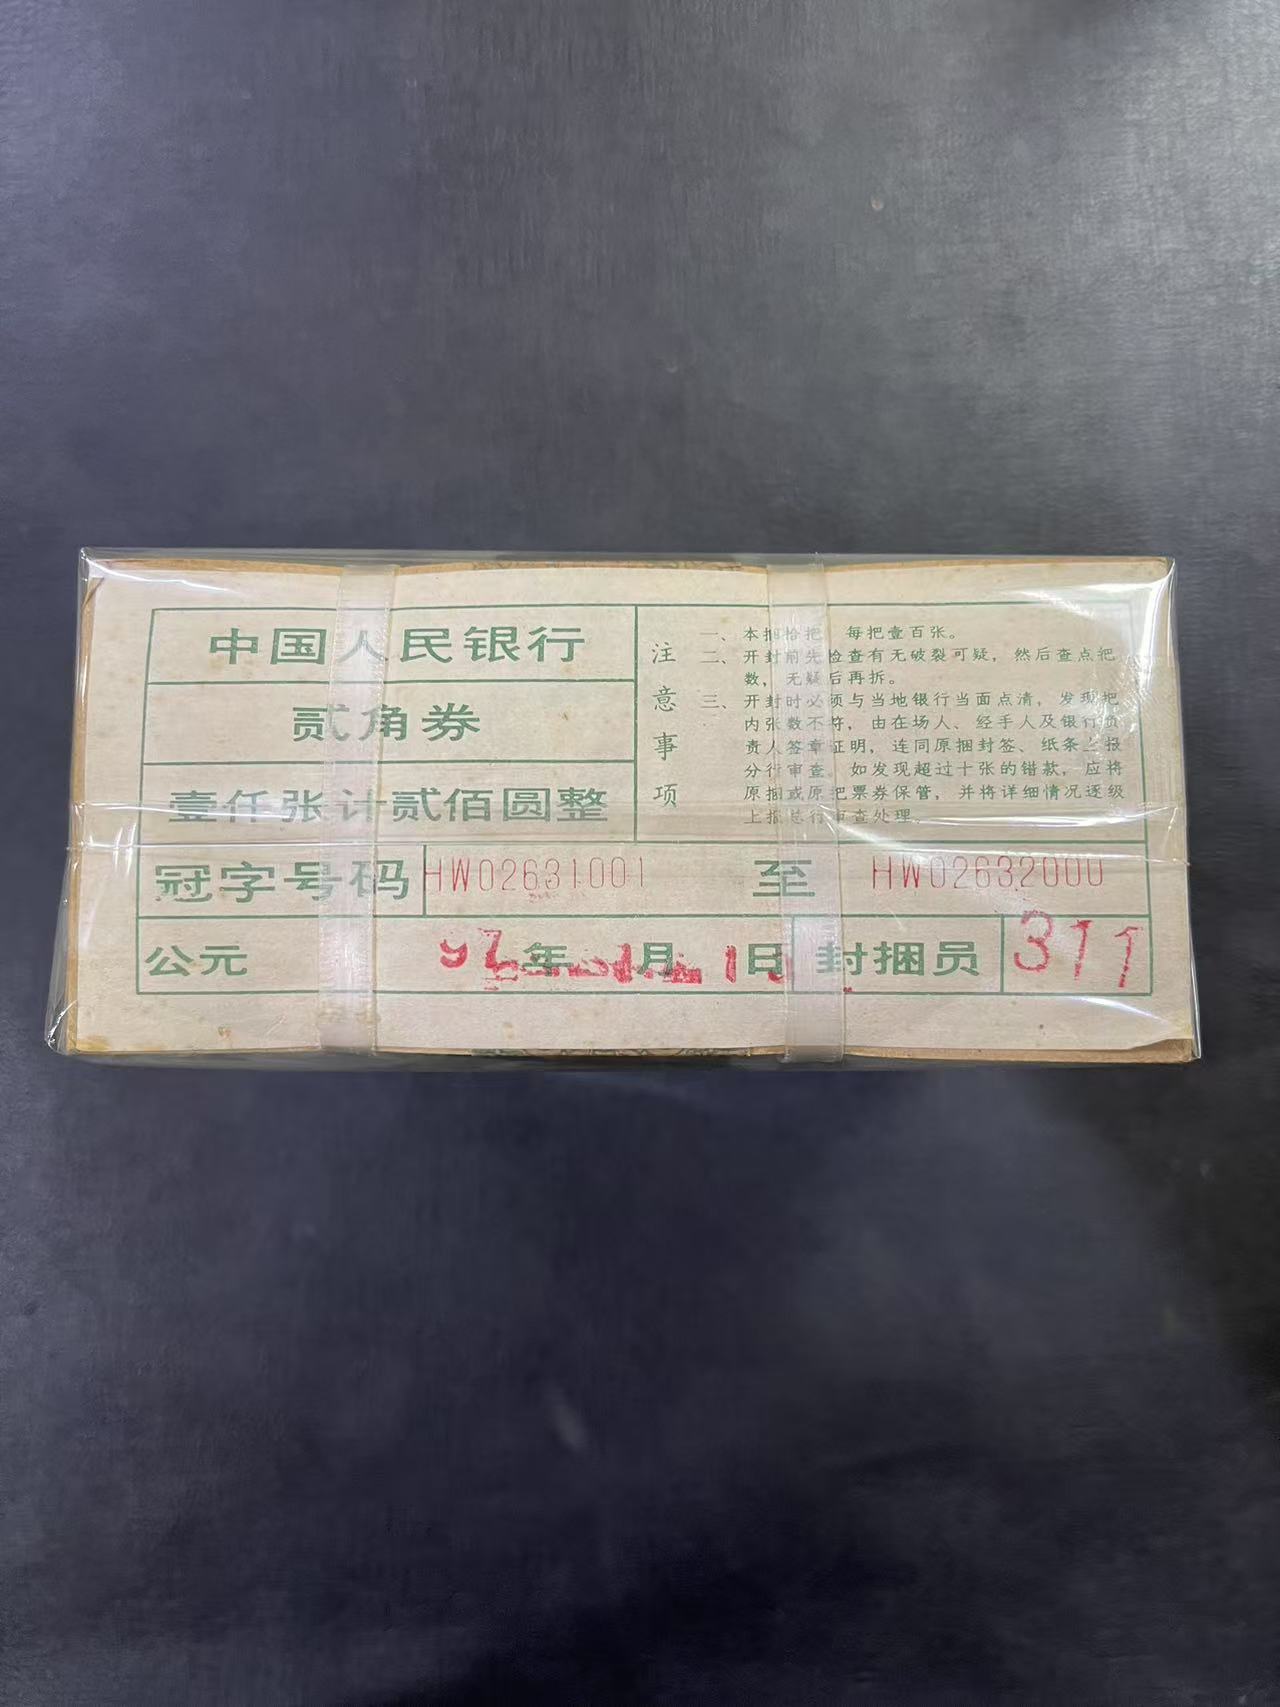 中国人民银行
贰角券
壹仟张计贰佰圆整
注意事项
一、本捆拾把，每把壹百张。
二、开封前先检查有无破裂可疑，然后查点把
数，无疑后再拆。
三、开封时必须与当地银行当面点清，发现把
内张数不符，由在场人、经手人及银行负
责人签章证明，连同原捆封签、纸条上报
分行审查。如发现超过十张的错款，应将
原捆或原把票券保管，并将详细情况逐级
上报总行审查处理。
冠字号码 HW02631001 至 HW02632000
公元 97年 月 日 封捆员 311